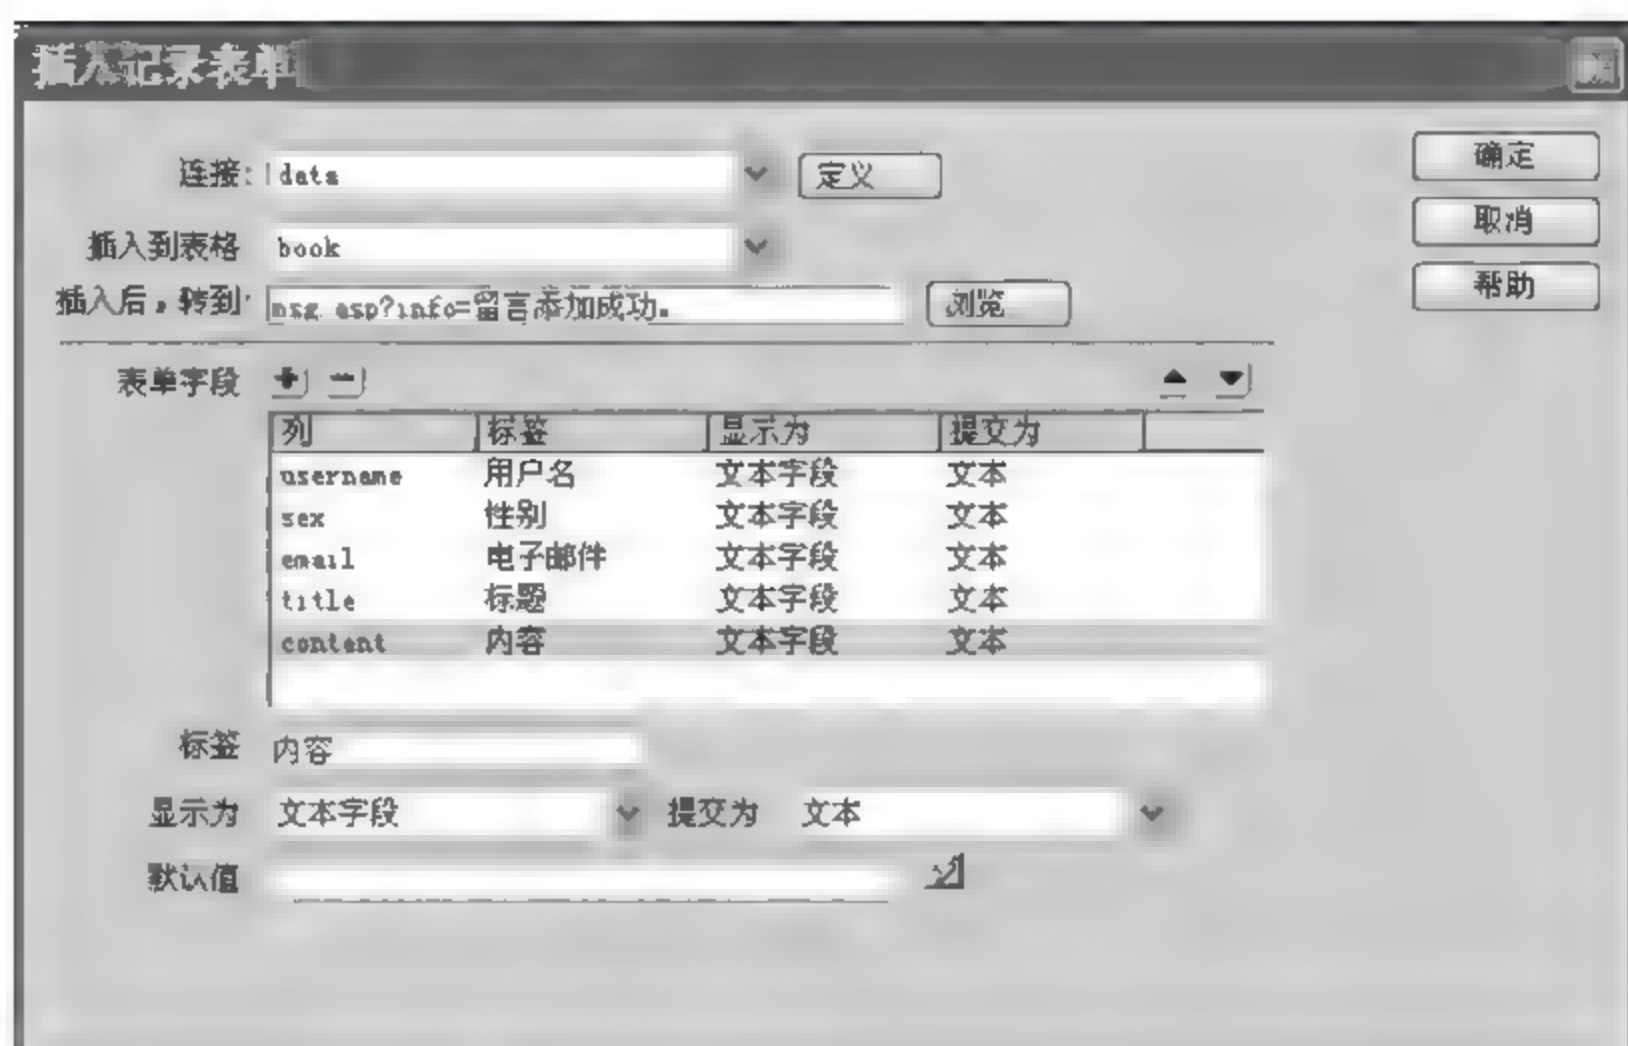 插入记录表单
连接: data 定义 确定
取消
插入到表格 book
插入后，转到: msg.asp?info=留言添加成功。 浏览 帮助
表单字段
列 标签 显示为 提交为
username 用户名 文本字段 文本
sex 性别 文本字段 文本
email 电子邮件 文本字段 文本
title 标题 文本字段 文本
content 内容 文本字段 文本
标签 内容
显示为 文本字段 提交为 文本
默认值